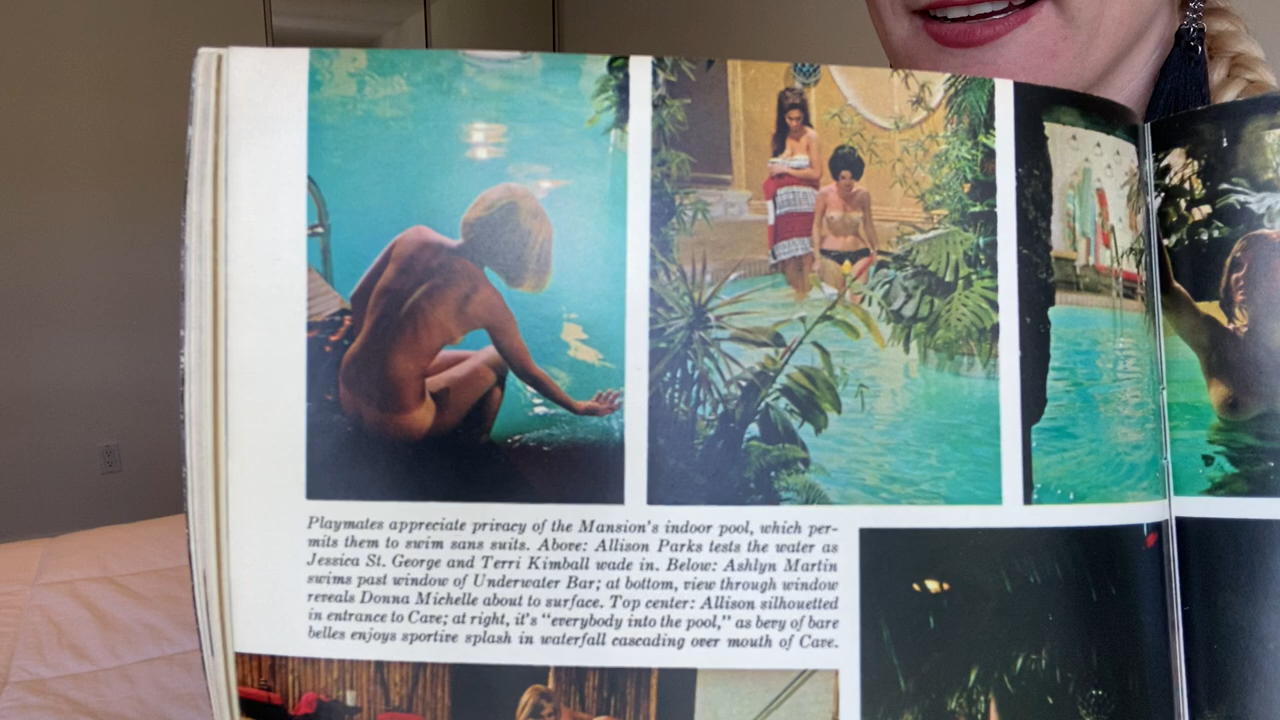 Playmates appreciate privacy of the Mansion's indoor pool, which per-
mits them to swim sans suits. Above: Allison Parks tests the water as
Jessica St. George and Terri Kimball wade in. Below: Ashlyn Martin
swims past window of Underwater Bar; at bottom, view through window
reveals Donna Michelle about to surface. Top center: Allison silhouetted
in entrance to Cave; at right, it's "everybody into the pool," as bevy of bare
belles enjoys sportive splash in waterfall cascading over mouth of Cave.